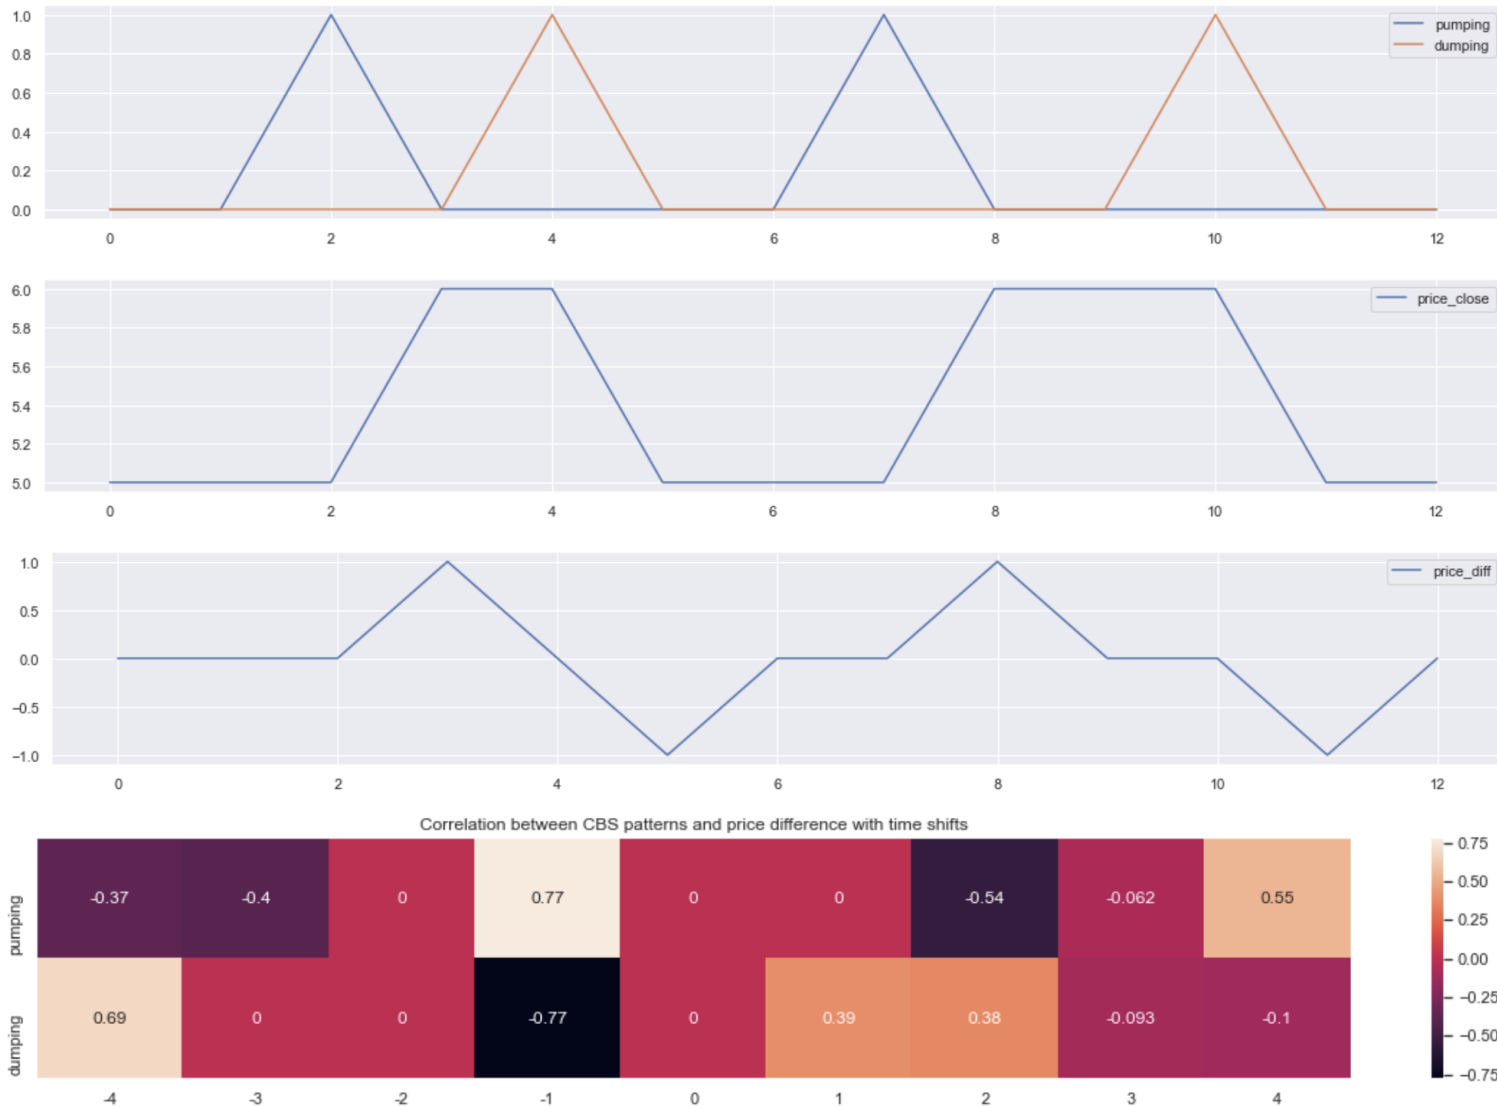 1.0
0.8
0.6
0.4
0.2
0.0
pumping
dumping
0 2 4 6 8 10 12
6.0
5.8
5.6
5.4
5.2
5.0
price_close
0 2 4 6 8 10 12
1.0
0.5
0.0
−0.5
−1.0
price_diff
0 2 4 6 8 10 12
Correlation between CBS patterns and price difference with time shifts
pumping
-0.37 -0.4 0 0.77 0 0 -0.54 -0.062 0.55
dumping
0.69 0 0 -0.77 0 0.39 0.38 -0.093 -0.1
-4 -3 -2 -1 0 1 2 3 4
0.75
0.50
0.25
0.00
−0.25
−0.50
−0.75